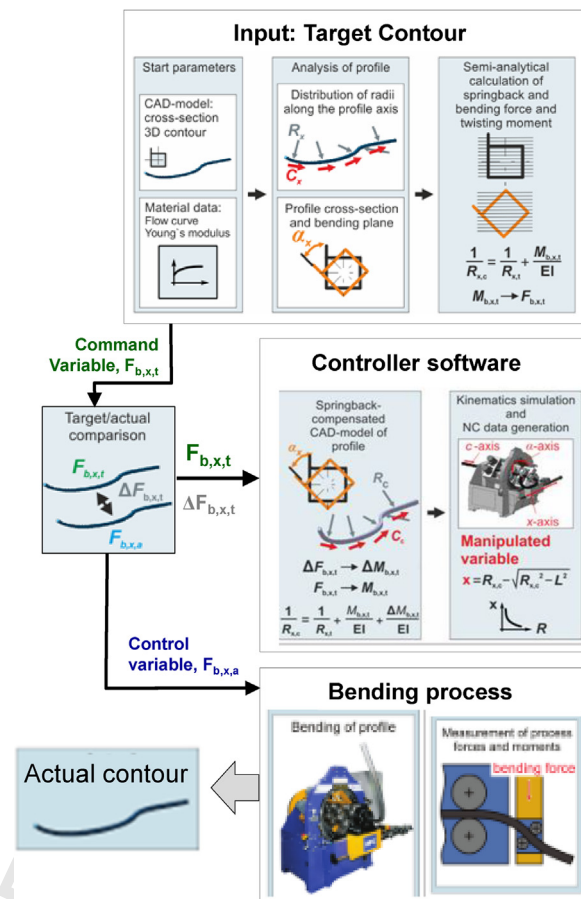 Input: Target Contour
Start parameters
CAD-model:
cross-section
3D contour
Material data:
Flow curve
Young`s modulus
Analysis of profile
Distribution of radii
along the profile axis
Rx
Cx
Profile cross-section
and bending plane
αx
Semi-analytical
calculation of
springback and
bending force and
twisting moment
1/Rx,c = 1/Rx,t + Mb,x,t/EI
Mb,x,t → Fb,x,t
Command
Variable, Fb,x,t
Target/actual
comparison
Fb,x,t
ΔFb,x,t
Fb,x,a
Fb,x,t
ΔFb,x,t
Controller software
Springback-
compensated
CAD-model of
profile
αx
Rc
Cc
ΔFb,x,t → ΔMb,x,t
Fb,x,t → Mb,x,t
1/Rx,c = 1/Rx,t + Mb,x,t/EI + ΔMb,x,t/EI
Kinematics simulation
and
NC data generation
c-axis
α-axis
x-axis
Manipulated
variable
x = Rx,c - √Rx,c² - L²
x
R
Control
variable, Fb,x,a
Bending process
Bending of profile
Measurement of process
forces and moments
bending force
Actual contour